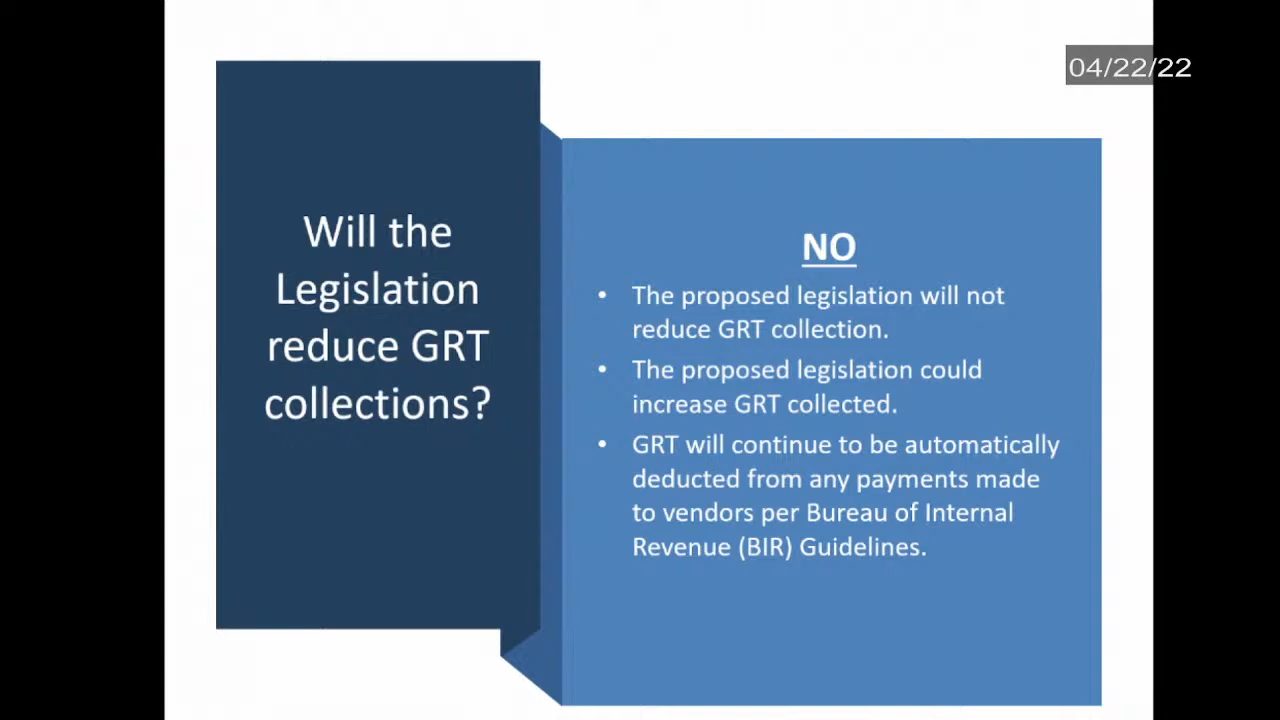 04/22/22
Will the
Legislation
reduce GRT
collections?
NO
• The proposed legislation will not
reduce GRT collection.
• The proposed legislation could
increase GRT collected.
• GRT will continue to be automatically
deducted from any payments made
to vendors per Bureau of Internal
Revenue (BIR) Guidelines.